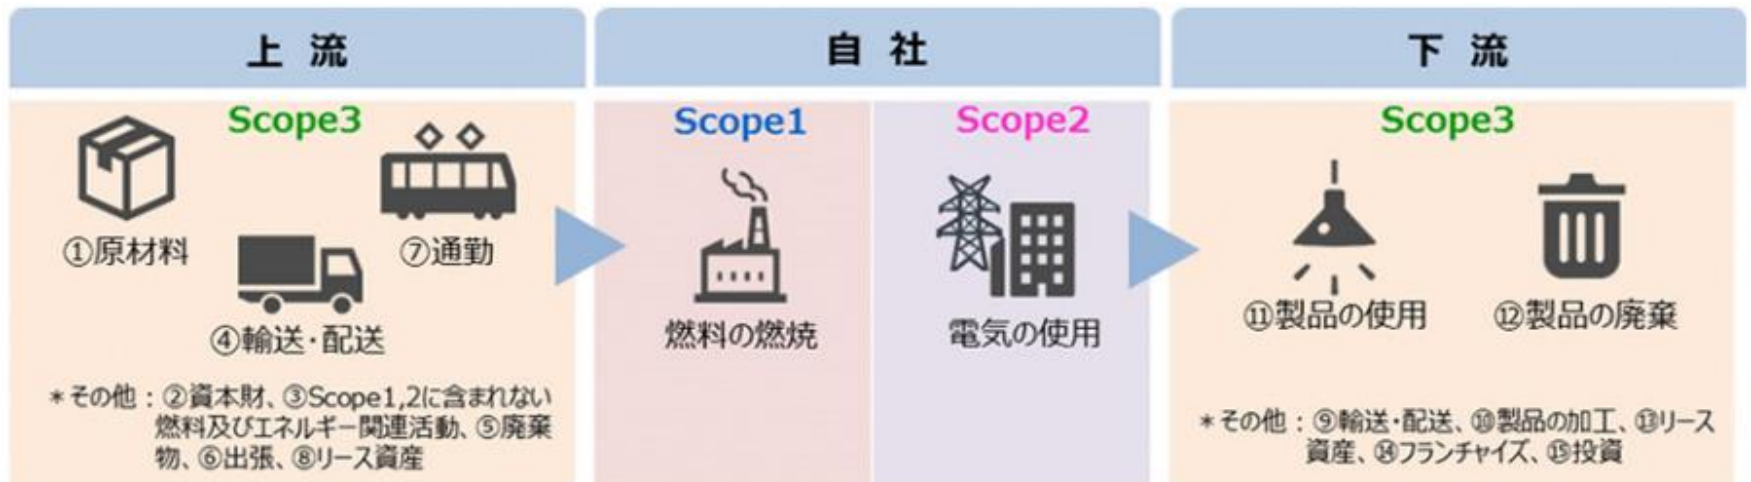 上流
Scope3
①原材料
⑦通勤
④輸送・配送
＊その他：②資本財、③Scope1,2に含まれない
燃料及びエネルギー関連活動、⑤廃棄
物、⑥出張、⑧リース資産
自社
Scope1
燃料の燃焼
Scope2
電気の使用
下流
Scope3
⑪製品の使用
⑫製品の廃棄
＊その他：⑨輸送・配送、⑩製品の加工、⑬リース
資産、⑭フランチャイズ、⑮投資